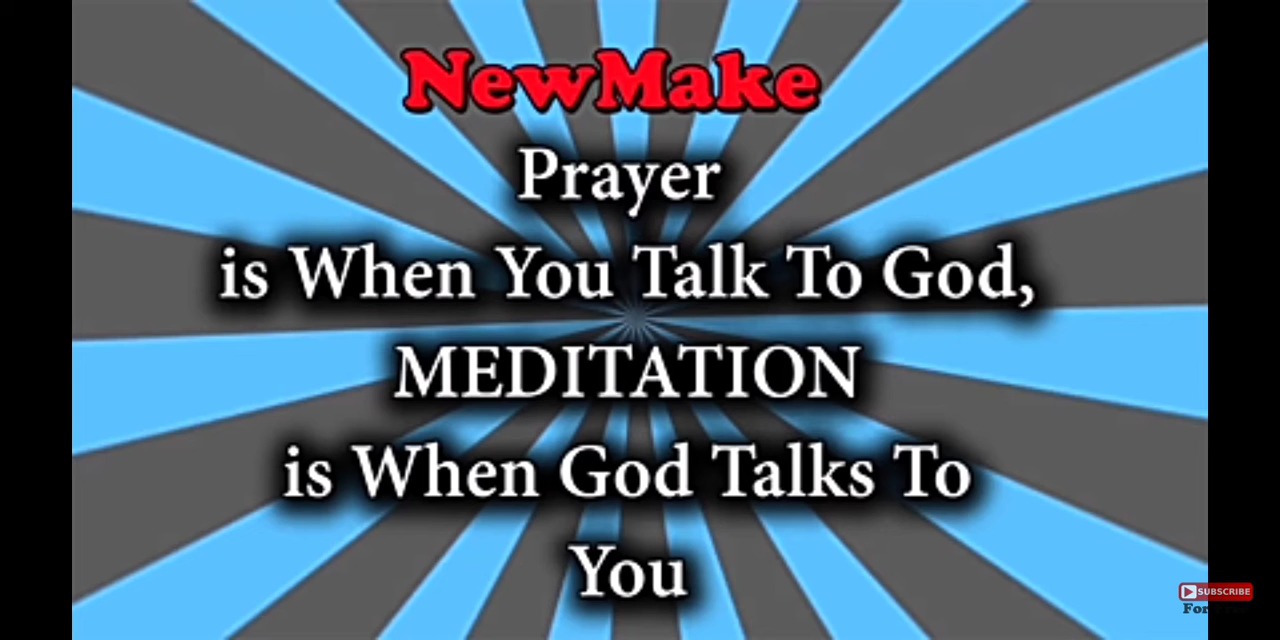 NewMake
Prayer
is When You Talk To God,
MEDITATION
is When God Talks To
You
SUBSCRIBE